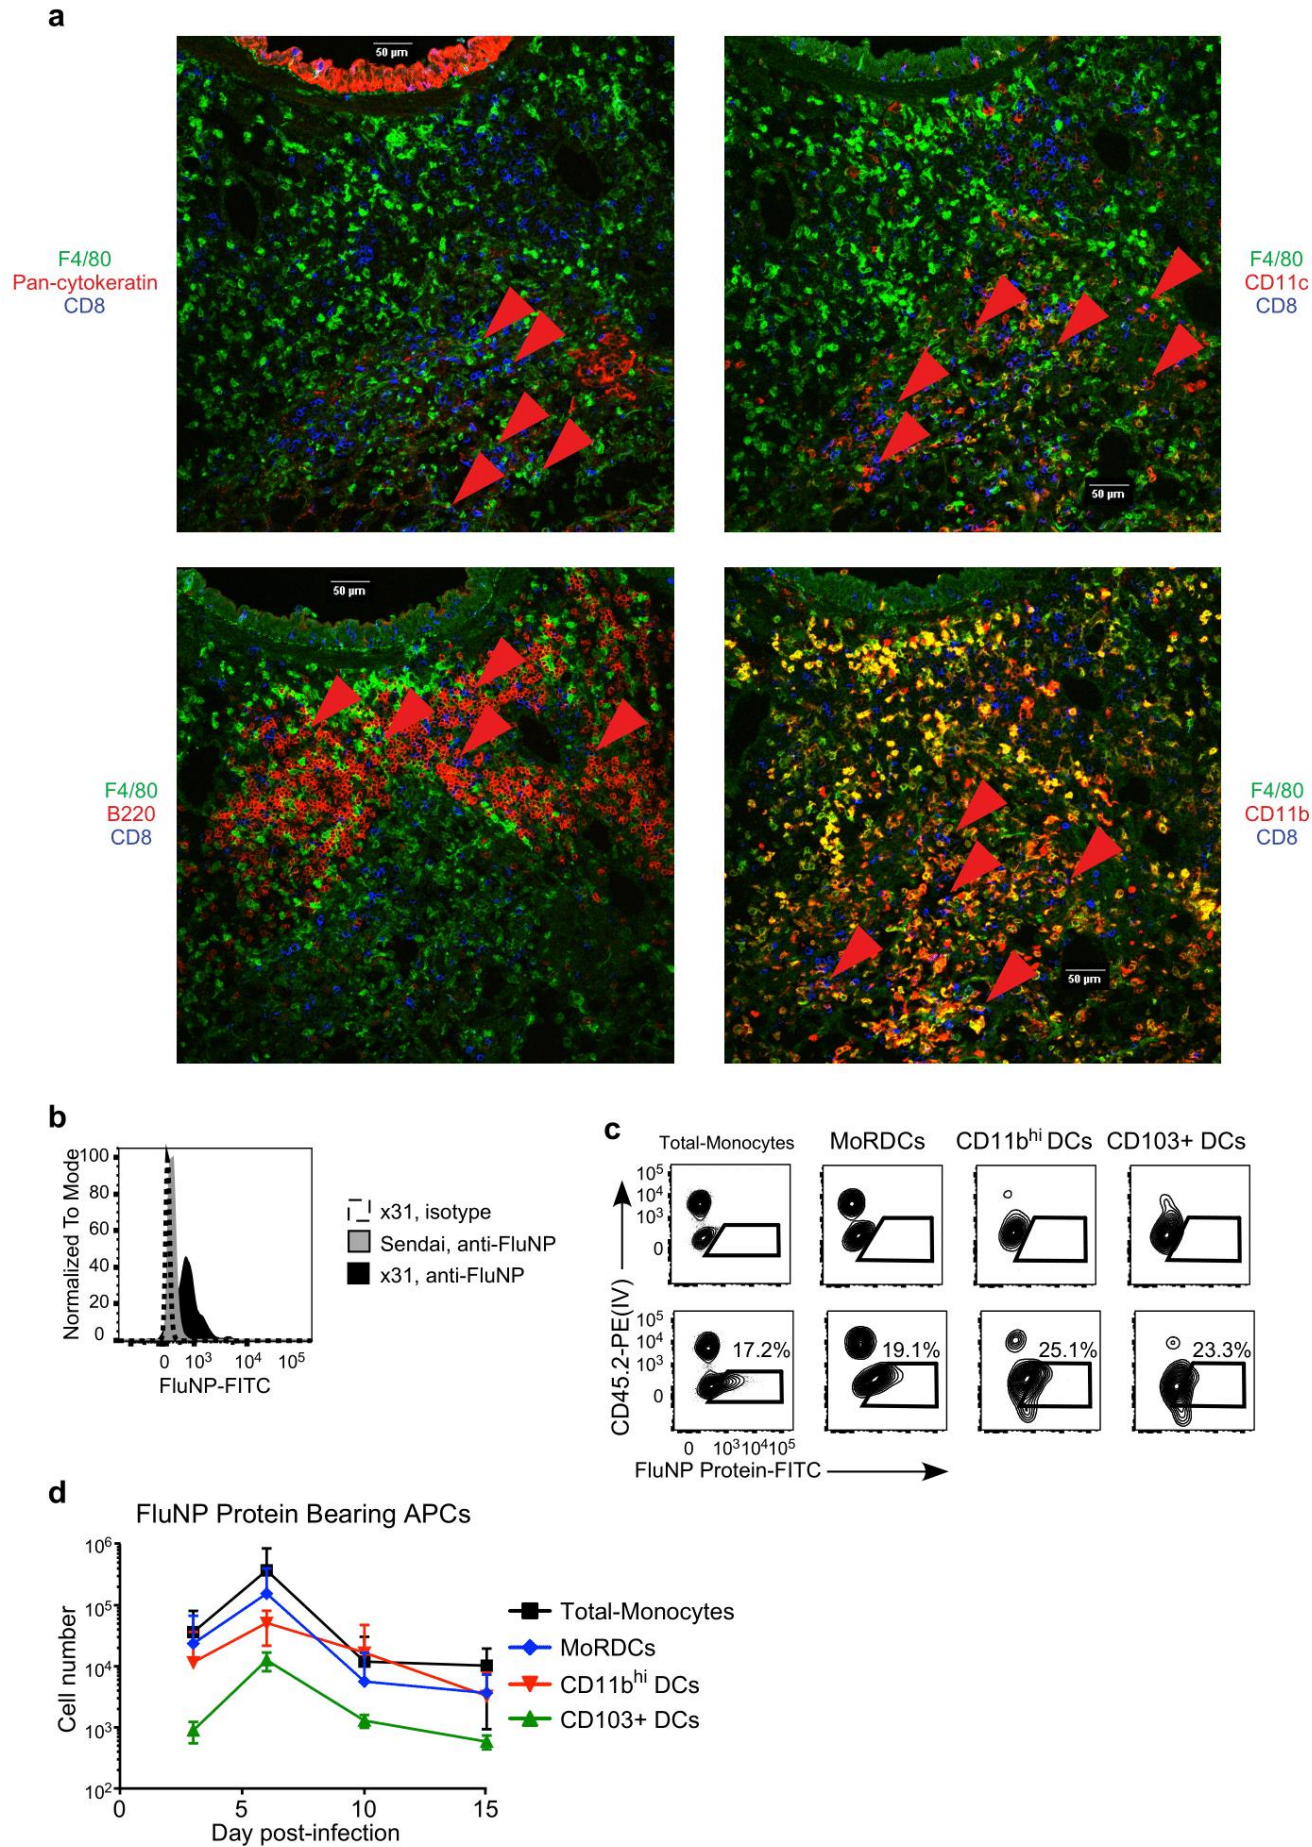 a
50 µm
F4/80
Pan-cytokeratin
CD8
50 µm
F4/80
CD11c
CD8
50 µm
F4/80
B220
CD8
50 µm
F4/80
CD11b
CD8
b
Normalized To Mode
100
80
60
40
20
0
0 10³ 10⁴ 10⁵
FluNP-FITC
x31, isotype
Sendai, anti-FluNP
x31, anti-FluNP
c
Total-Monocytes MoRDCs CD11bʰⁱ DCs CD103+ DCs
10⁵
10⁴
10³
0
CD45.2-PE(IV)
10⁵
10⁴
10³
0
17.2% 19.1% 25.1% 23.3%
0 10³10⁴10⁵
FluNP Protein-FITC
d
FluNP Protein Bearing APCs
Cell number
10⁶
10⁵
10⁴
10³
10²
0 5 10 15
Day post-infection
Total-Monocytes
MoRDCs
CD11bʰⁱ DCs
CD103+ DCs